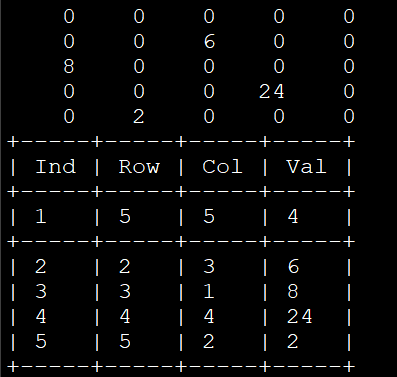 0 0 0 0 0
0 0 6 0 0
8 0 0 0 0
0 0 0 24 0
0 2 0 0 0
+-----+-----+-----+-----+
| Ind | Row | Col | Val |
+-----+-----+-----+-----+
| 1 | 5 | 5 | 4 |
+-----+-----+-----+-----+
| 2 | 2 | 3 | 6 |
| 3 | 3 | 1 | 8 |
| 4 | 4 | 4 | 24 |
| 5 | 5 | 2 | 2 |
+-----+-----+-----+-----+